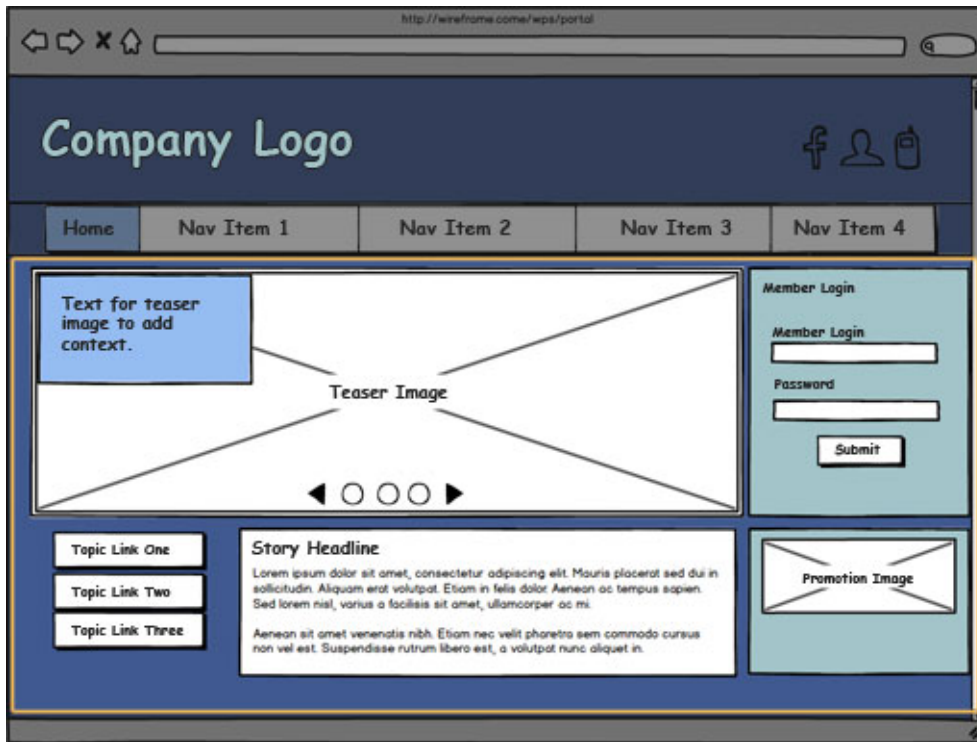 http://wireframe.come/wps/portal
Company Logo
Home
Nav Item 1
Nav Item 2
Nav Item 3
Nav Item 4
Text for teaser
image to add
context.
Teaser Image
Member Login
Member Login
Password
Submit
Topic Link One
Topic Link Two
Topic Link Three
Story Headline
Lorem ipsum dolor sit amet, consectetur adipiscing elit. Mauris placerat sed dui in
sollicitudin. Aliquam erat volutpat. Etiam in felis dolor. Aenean ac tempus sapien.
Sed lorem nisl, varius a facilisis sit amet, ullamcorper ac mi.
Aenean sit amet venenatis nibh. Etiam nec velit pharetra sem commodo cursus
non vel est. Suspendisse rutrum libero est, a volutpat nunc aliquet in.
Promotion Image